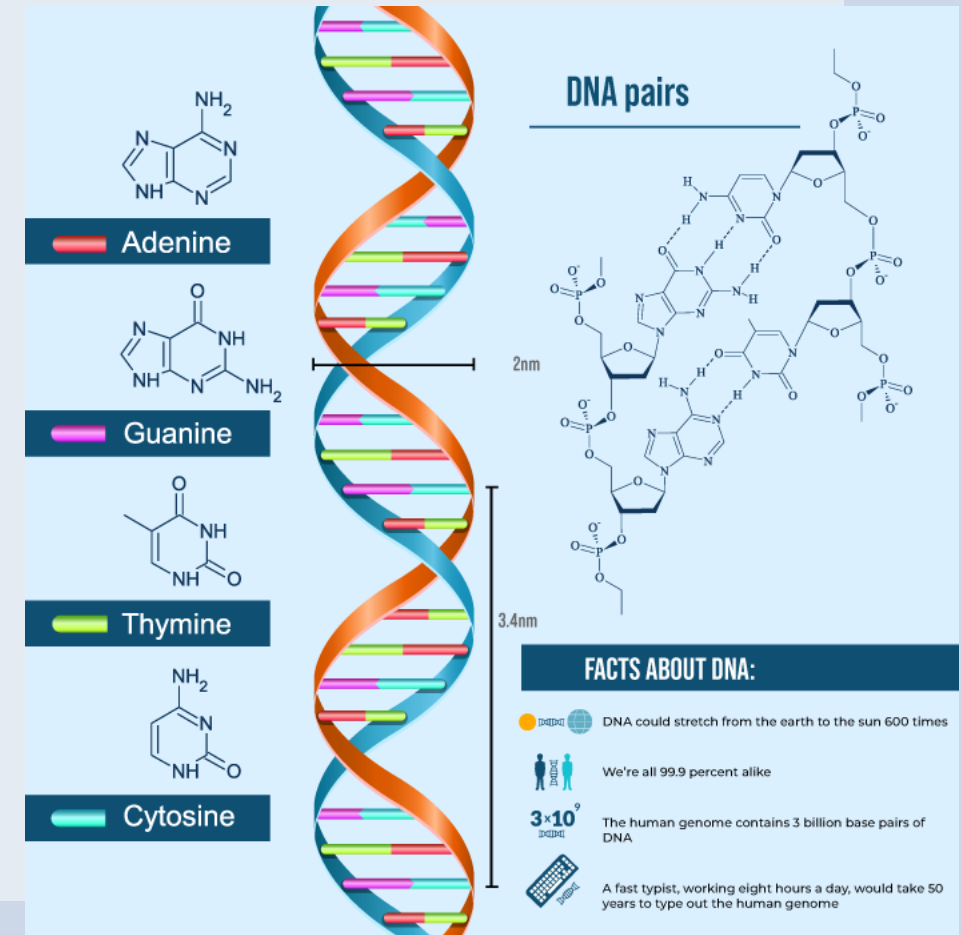 DNA pairs
NH2
N
N
NH
N
Adenine
O
N
NH
NH
N
NH2
Guanine
O
NH
NH
O
Thymine
NH2
N
NH
O
Cytosine
2nm
3.4nm
O
P
O
O
O-
H
N
H
N
N
O
O
O
H
H
O
N
N
H
H
N
N
N
O-
P
O
O
O
O
P
O
O
O-
O
N
O
O
N
H
O
H
N
H
N
N
N
N
O
P
O
O
O-
O-
O
P
O
O
O
O-
O
P
O
O
FACTS ABOUT DNA:
DNA could stretch from the earth to the sun 600 times
We're all 99.9 percent alike
3×10^9
The human genome contains 3 billion base pairs of
DNA
A fast typist, working eight hours a day, would take 50
years to type out the human genome